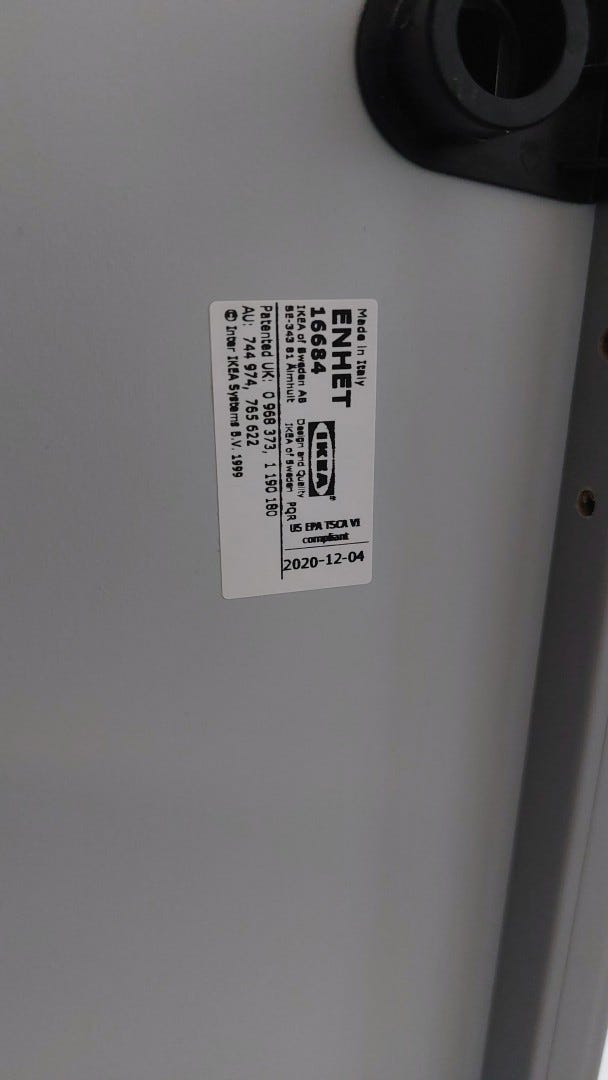 Made in Italy
ENHET
16684
IKEA of Sweden AB
SE-343 81 Älmhult
IKEA®
Design and Quality
IKEA of Sweden
PQR
US EPA TSCA VI
compliant
2020-12-04
Patented UK: 0 968 373, 1 190 180
AU: 744 974, 765 622
© Inter IKEA Systems B.V. 1999